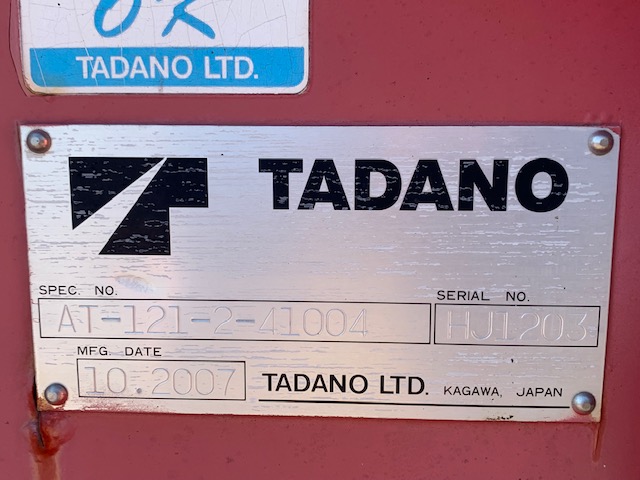 OK
TADANO LTD.
TADANO
SPEC. NO.
AT-121-2-41004
SERIAL NO.
HJ1203
MFG. DATE
10.2007
TADANO LTD. KAGAWA, JAPAN